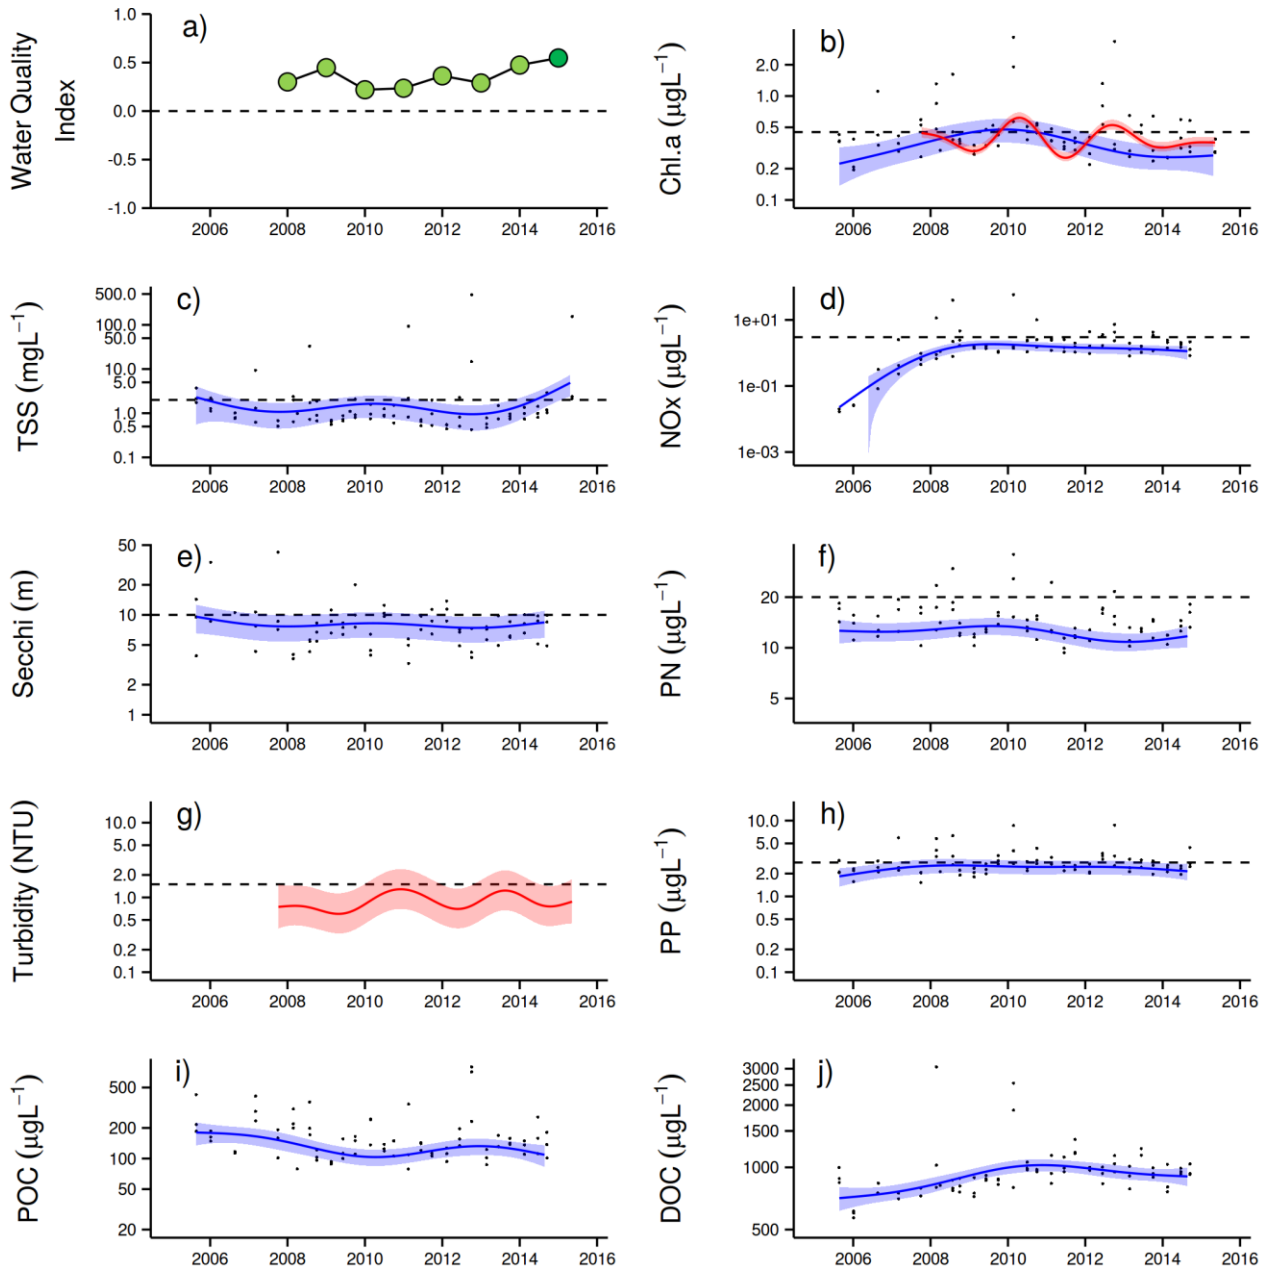 a)
Water Quality
Index
1.0
0.5
0.0
-0.5
-1.0
2006 2008 2010 2012 2014 2016
b)
Chl.a (µgL⁻¹)
2.0
1.0
0.5
0.2
0.1
2006 2008 2010 2012 2014 2016
c)
TSS (mgL⁻¹)
500.0
100.0
50.0
10.0
5.0
1.0
0.5
0.1
2006 2008 2010 2012 2014 2016
d)
NOx (µgL⁻¹)
1e+01
1e-01
1e-03
2006 2008 2010 2012 2014 2016
e)
Secchi (m)
50
20
10
5
2
1
2006 2008 2010 2012 2014 2016
f)
PN (µgL⁻¹)
20
10
5
2006 2008 2010 2012 2014 2016
g)
Turbidity (NTU)
10.0
5.0
2.0
1.0
0.5
0.2
0.1
2006 2008 2010 2012 2014 2016
h)
PP (µgL⁻¹)
10.0
5.0
2.0
1.0
0.5
0.2
0.1
2006 2008 2010 2012 2014 2016
i)
POC (µgL⁻¹)
500
200
100
50
20
2006 2008 2010 2012 2014 2016
j)
DOC (µgL⁻¹)
3000
2500
2000
1500
1000
500
2006 2008 2010 2012 2014 2016